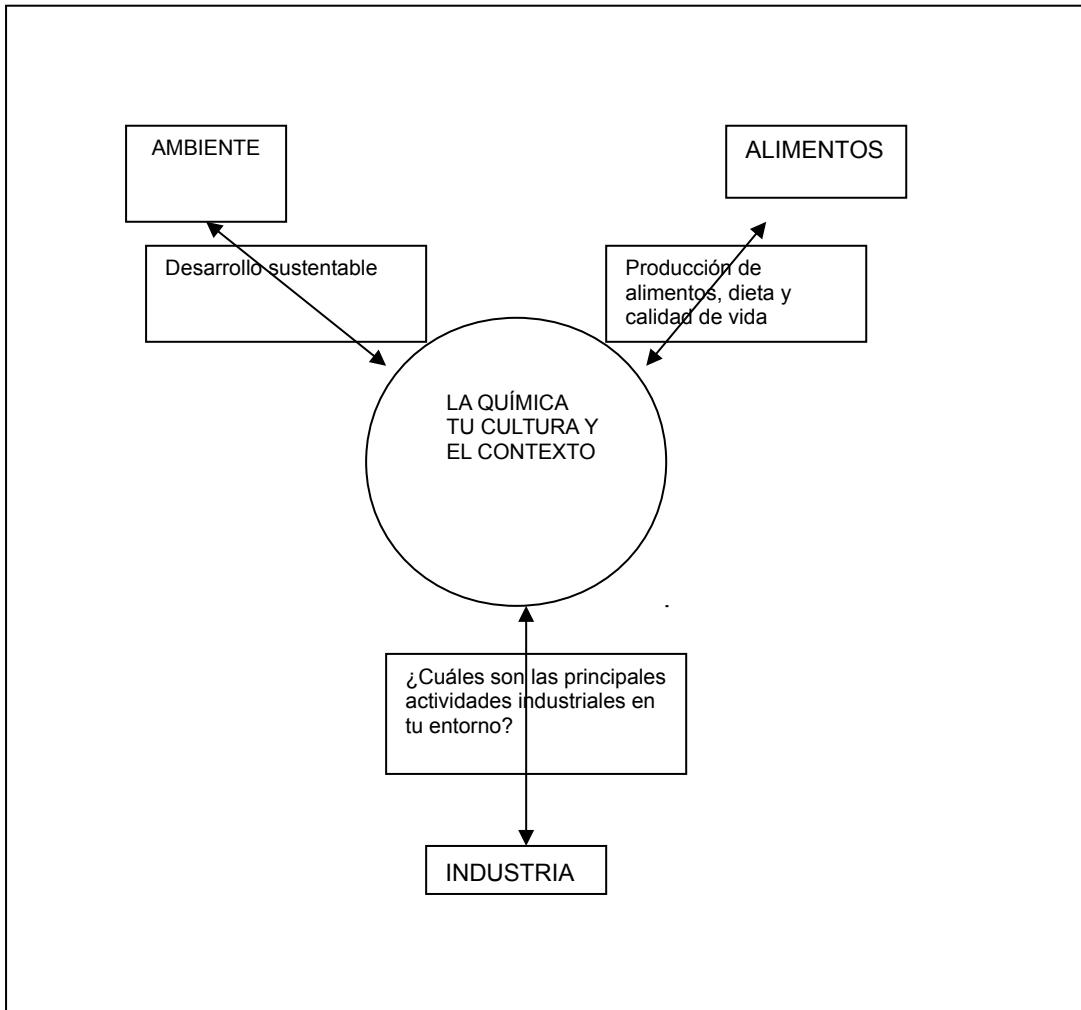 AMBIENTE
ALIMENTOS
Desarrollo sustentable
Producción de
alimentos, dieta y
calidad de vida
LA QUÍMICA
TU CULTURA Y
EL CONTEXTO
¿Cuáles son las principales
actividades industriales en
tu entorno?
INDUSTRIA